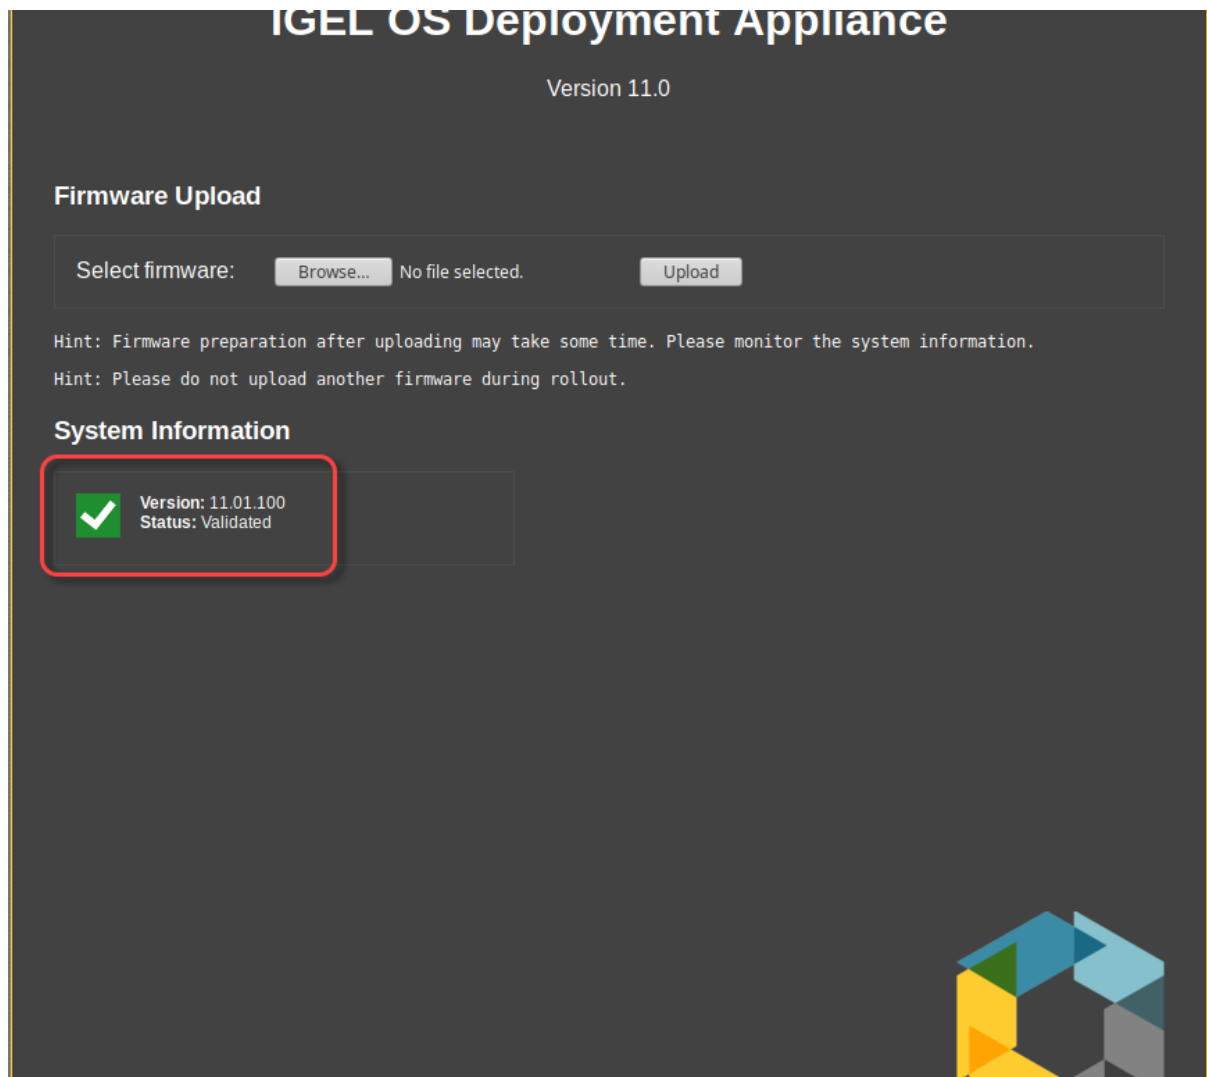 IGEL OS Deployment Appliance
Version 11.0
Firmware Upload
Select firmware: Browse... No file selected. Upload
Hint: Firmware preparation after uploading may take some time. Please monitor the system information.
Hint: Please do not upload another firmware during rollout.
System Information
Version: 11.01.100
Status: Validated